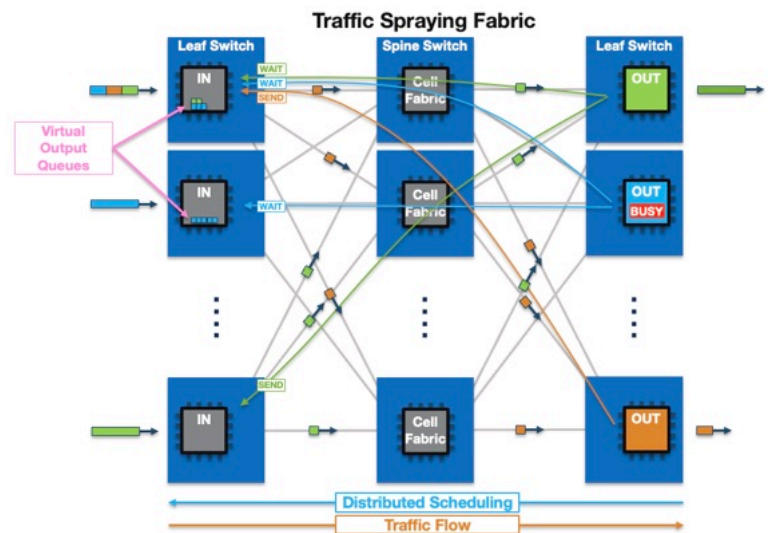 Traffic Spraying Fabric
Leaf Switch
Spine Switch
Leaf Switch
IN
WAIT
WAIT
SEND
Cell
Fabric
OUT
Virtual
Output
Queues
IN
WAIT
Cell
Fabric
OUT
BUSY
SEND
IN
Cell
Fabric
OUT
Distributed Scheduling
Traffic Flow